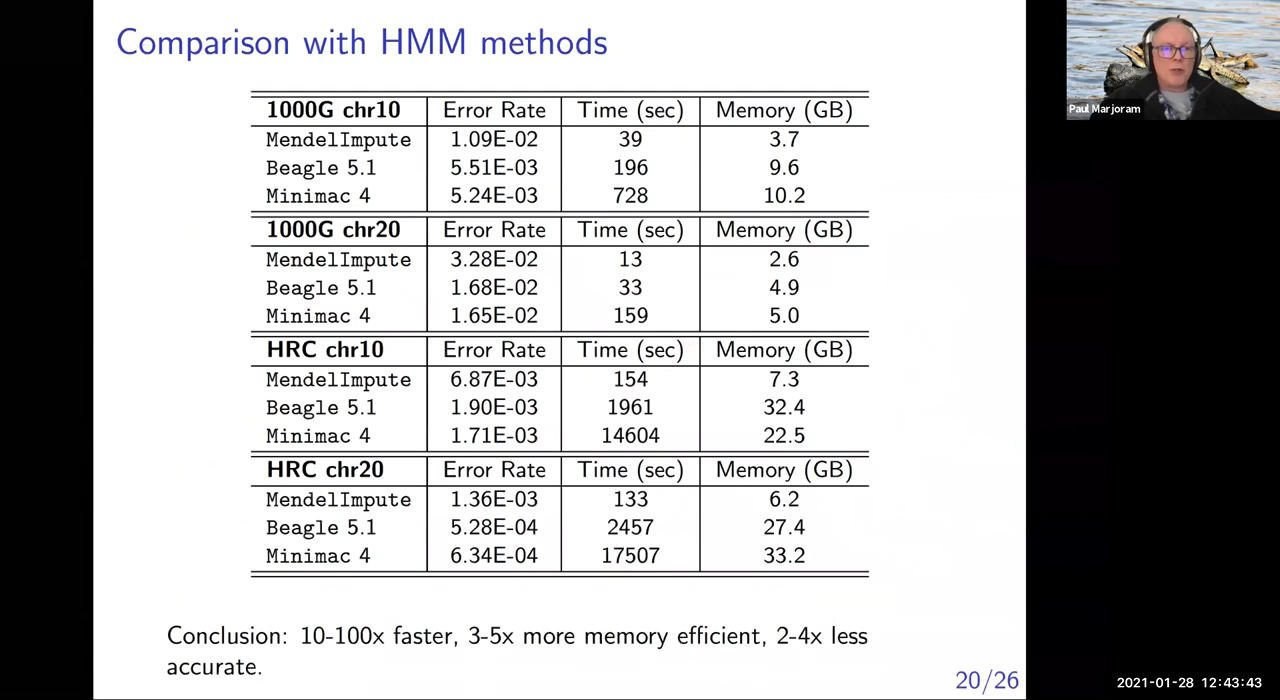 Comparison with HMM methods
1000G chr10 Error Rate Time (sec) Memory (GB)
MendelImpute 1.09E-02 39 3.7
Beagle 5.1 5.51E-03 196 9.6
Minimac 4 5.24E-03 728 10.2
1000G chr20 Error Rate Time (sec) Memory (GB)
MendelImpute 3.28E-02 13 2.6
Beagle 5.1 1.68E-02 33 4.9
Minimac 4 1.65E-02 159 5.0
HRC chr10 Error Rate Time (sec) Memory (GB)
MendelImpute 6.87E-03 154 7.3
Beagle 5.1 1.90E-03 1961 32.4
Minimac 4 1.71E-03 14604 22.5
HRC chr20 Error Rate Time (sec) Memory (GB)
MendelImpute 1.36E-03 133 6.2
Beagle 5.1 5.28E-04 2457 27.4
Minimac 4 6.34E-04 17507 33.2
Conclusion: 10-100x faster, 3-5x more memory efficient, 2-4x less
accurate.
20/26
Paul Marjoram
2021-01-28 12:43:43